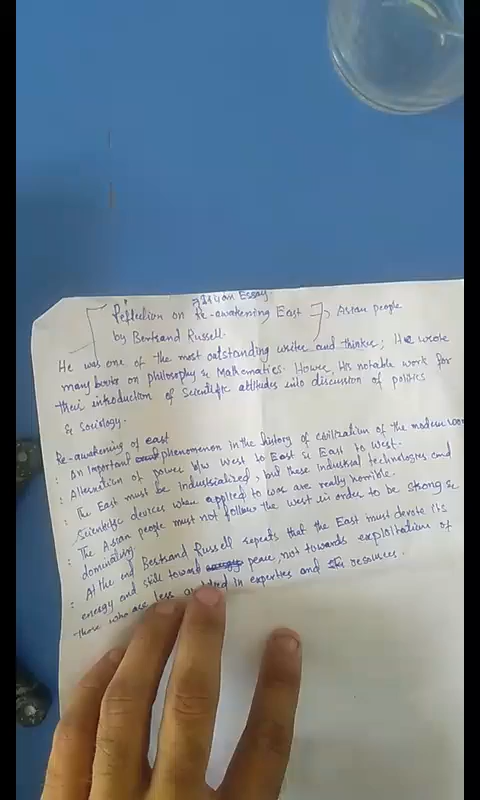 Essay.
Reflection on Re-awakening East → Asian people
by Bertrand Russell.
He was one of the most outstanding writer and thinker; He wrote
many books on philosophy & Mathematics. Howe, His notable work for
their introduction of Scientific attitudes into discussion of politics
& sociology.
Re-awakening of east
: An important phenomenon in the history of civilization of the modern
: Alternation of power b/w West to East & East to West.
: The East must be industrialized, but these industrial technologies and
Scientific devices when applied to war are really horrible.
: The Asian people must not follow the west in order to be strong &
dominating.
: At the end Bertrand Russell repeats that the East must devote its
energy and skill toward peace, not towards exploitation of
those who are less in experties and resources.